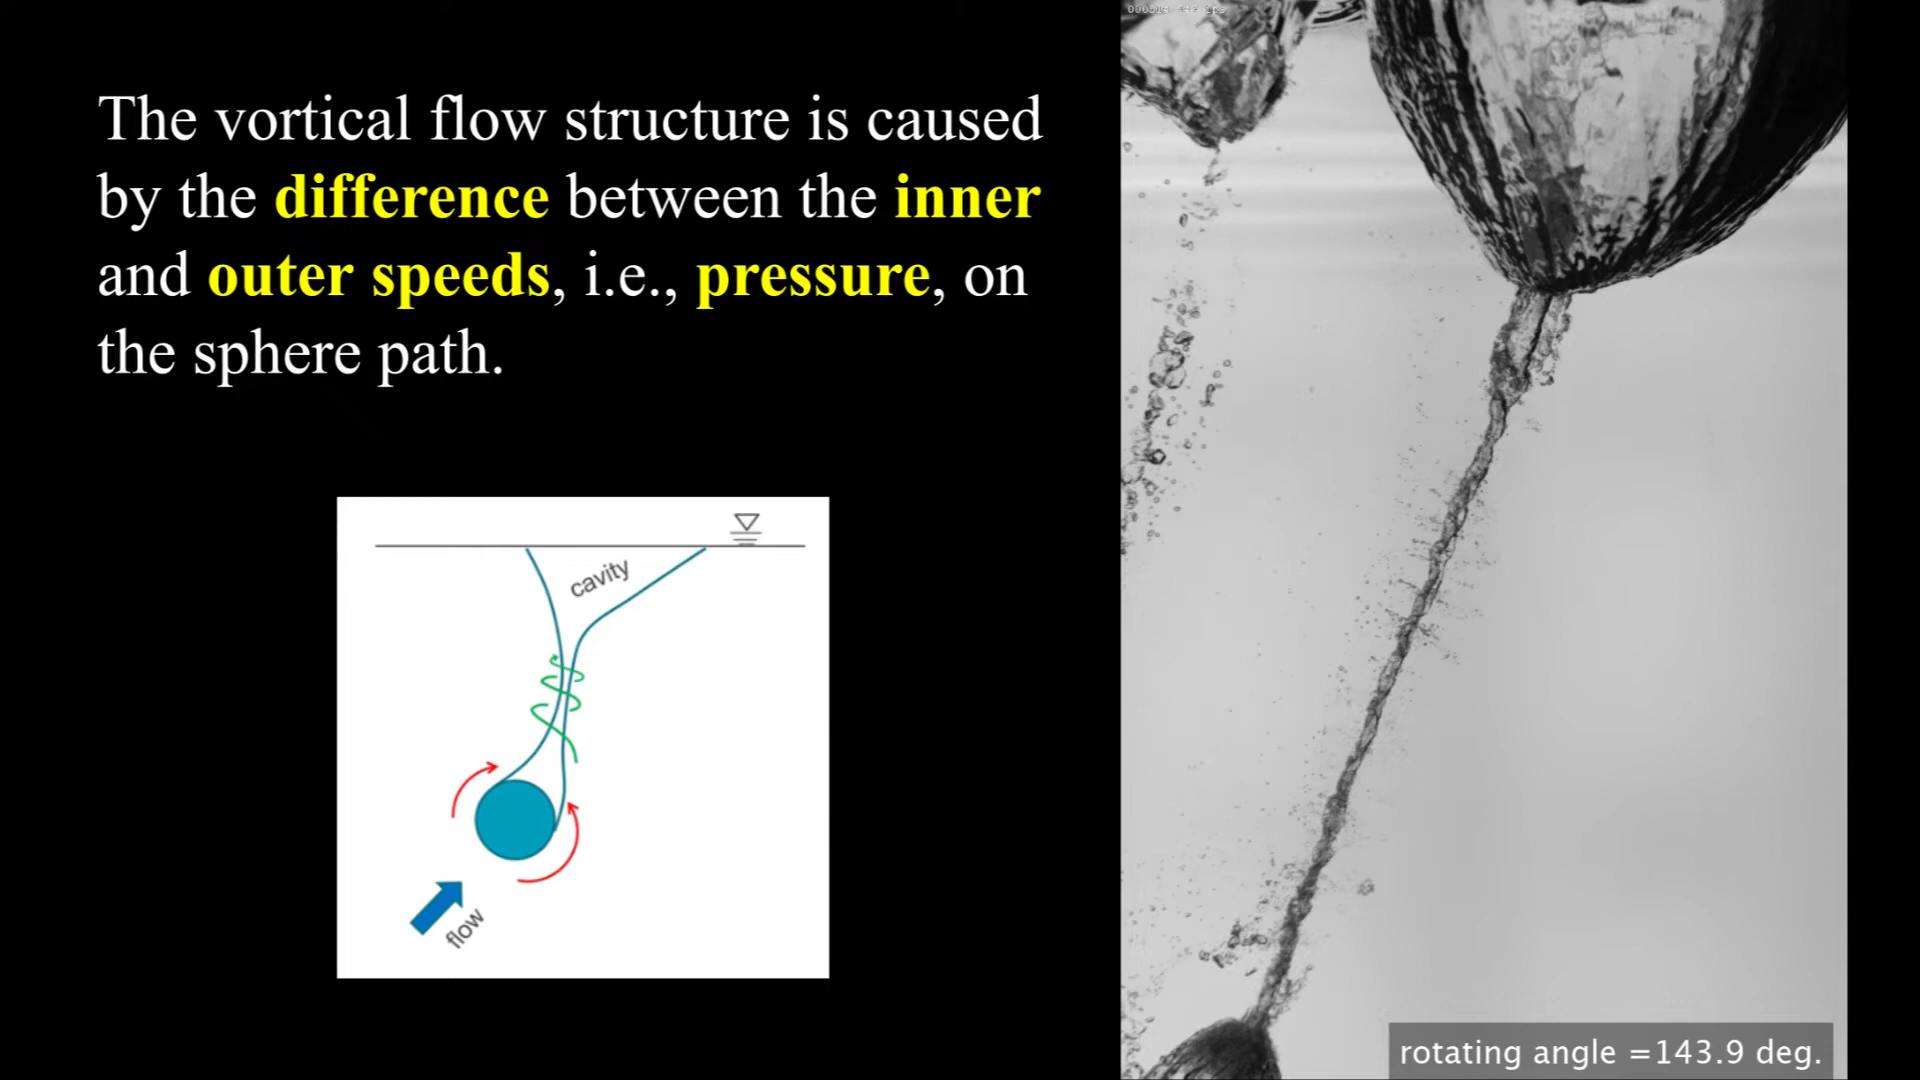 The vortical flow structure is caused
by the difference between the inner
and outer speeds, i.e., pressure, on
the sphere path.
cavity
flow
rotating angle =143.9 deg.